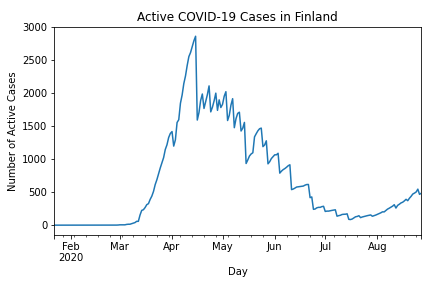 Active COVID-19 Cases in Finland
Number of Active Cases
3000
2500
2000
1500
1000
500
0
Feb Mar Apr May Jun Jul Aug
2020
Day